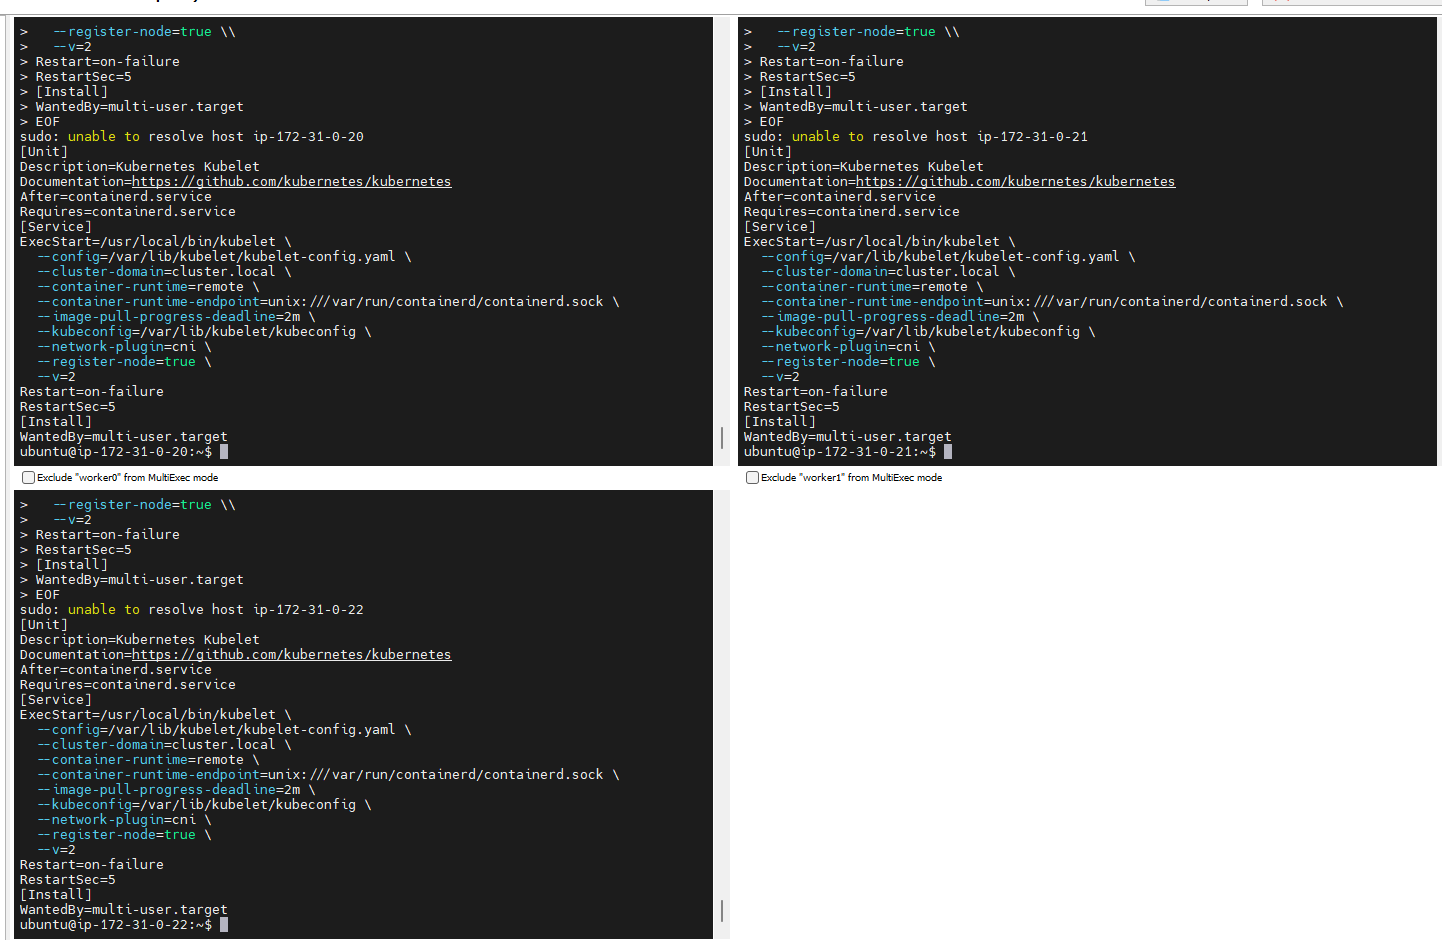 >   --register-node=true \\
>   --v=2
> Restart=on-failure
> RestartSec=5
> [Install]
> WantedBy=multi-user.target
> EOF
sudo: unable to resolve host ip-172-31-0-20
[Unit]
Description=Kubernetes Kubelet
Documentation=https://github.com/kubernetes/kubernetes
After=containerd.service
Requires=containerd.service
[Service]
ExecStart=/usr/local/bin/kubelet \
  --config=/var/lib/kubelet/kubelet-config.yaml \
  --cluster-domain=cluster.local \
  --container-runtime=remote \
  --container-runtime-endpoint=unix:///var/run/containerd/containerd.sock \
  --image-pull-progress-deadline=2m \
  --kubeconfig=/var/lib/kubelet/kubeconfig \
  --network-plugin=cni \
  --register-node=true \
  --v=2
Restart=on-failure
RestartSec=5
[Install]
WantedBy=multi-user.target
ubuntu@ip-172-31-0-20:~$
Exclude "worker0" from MultiExec mode
>   --register-node=true \\
>   --v=2
> Restart=on-failure
> RestartSec=5
> [Install]
> WantedBy=multi-user.target
> EOF
sudo: unable to resolve host ip-172-31-0-21
[Unit]
Description=Kubernetes Kubelet
Documentation=https://github.com/kubernetes/kubernetes
After=containerd.service
Requires=containerd.service
[Service]
ExecStart=/usr/local/bin/kubelet \
  --config=/var/lib/kubelet/kubelet-config.yaml \
  --cluster-domain=cluster.local \
  --container-runtime=remote \
  --container-runtime-endpoint=unix:///var/run/containerd/containerd.sock \
  --image-pull-progress-deadline=2m \
  --kubeconfig=/var/lib/kubelet/kubeconfig \
  --network-plugin=cni \
  --register-node=true \
  --v=2
Restart=on-failure
RestartSec=5
[Install]
WantedBy=multi-user.target
ubuntu@ip-172-31-0-21:~$
Exclude "worker1" from MultiExec mode
>   --register-node=true \\
>   --v=2
> Restart=on-failure
> RestartSec=5
> [Install]
> WantedBy=multi-user.target
> EOF
sudo: unable to resolve host ip-172-31-0-22
[Unit]
Description=Kubernetes Kubelet
Documentation=https://github.com/kubernetes/kubernetes
After=containerd.service
Requires=containerd.service
[Service]
ExecStart=/usr/local/bin/kubelet \
  --config=/var/lib/kubelet/kubelet-config.yaml \
  --cluster-domain=cluster.local \
  --container-runtime=remote \
  --container-runtime-endpoint=unix:///var/run/containerd/containerd.sock \
  --image-pull-progress-deadline=2m \
  --kubeconfig=/var/lib/kubelet/kubeconfig \
  --network-plugin=cni \
  --register-node=true \
  --v=2
Restart=on-failure
RestartSec=5
[Install]
WantedBy=multi-user.target
ubuntu@ip-172-31-0-22:~$